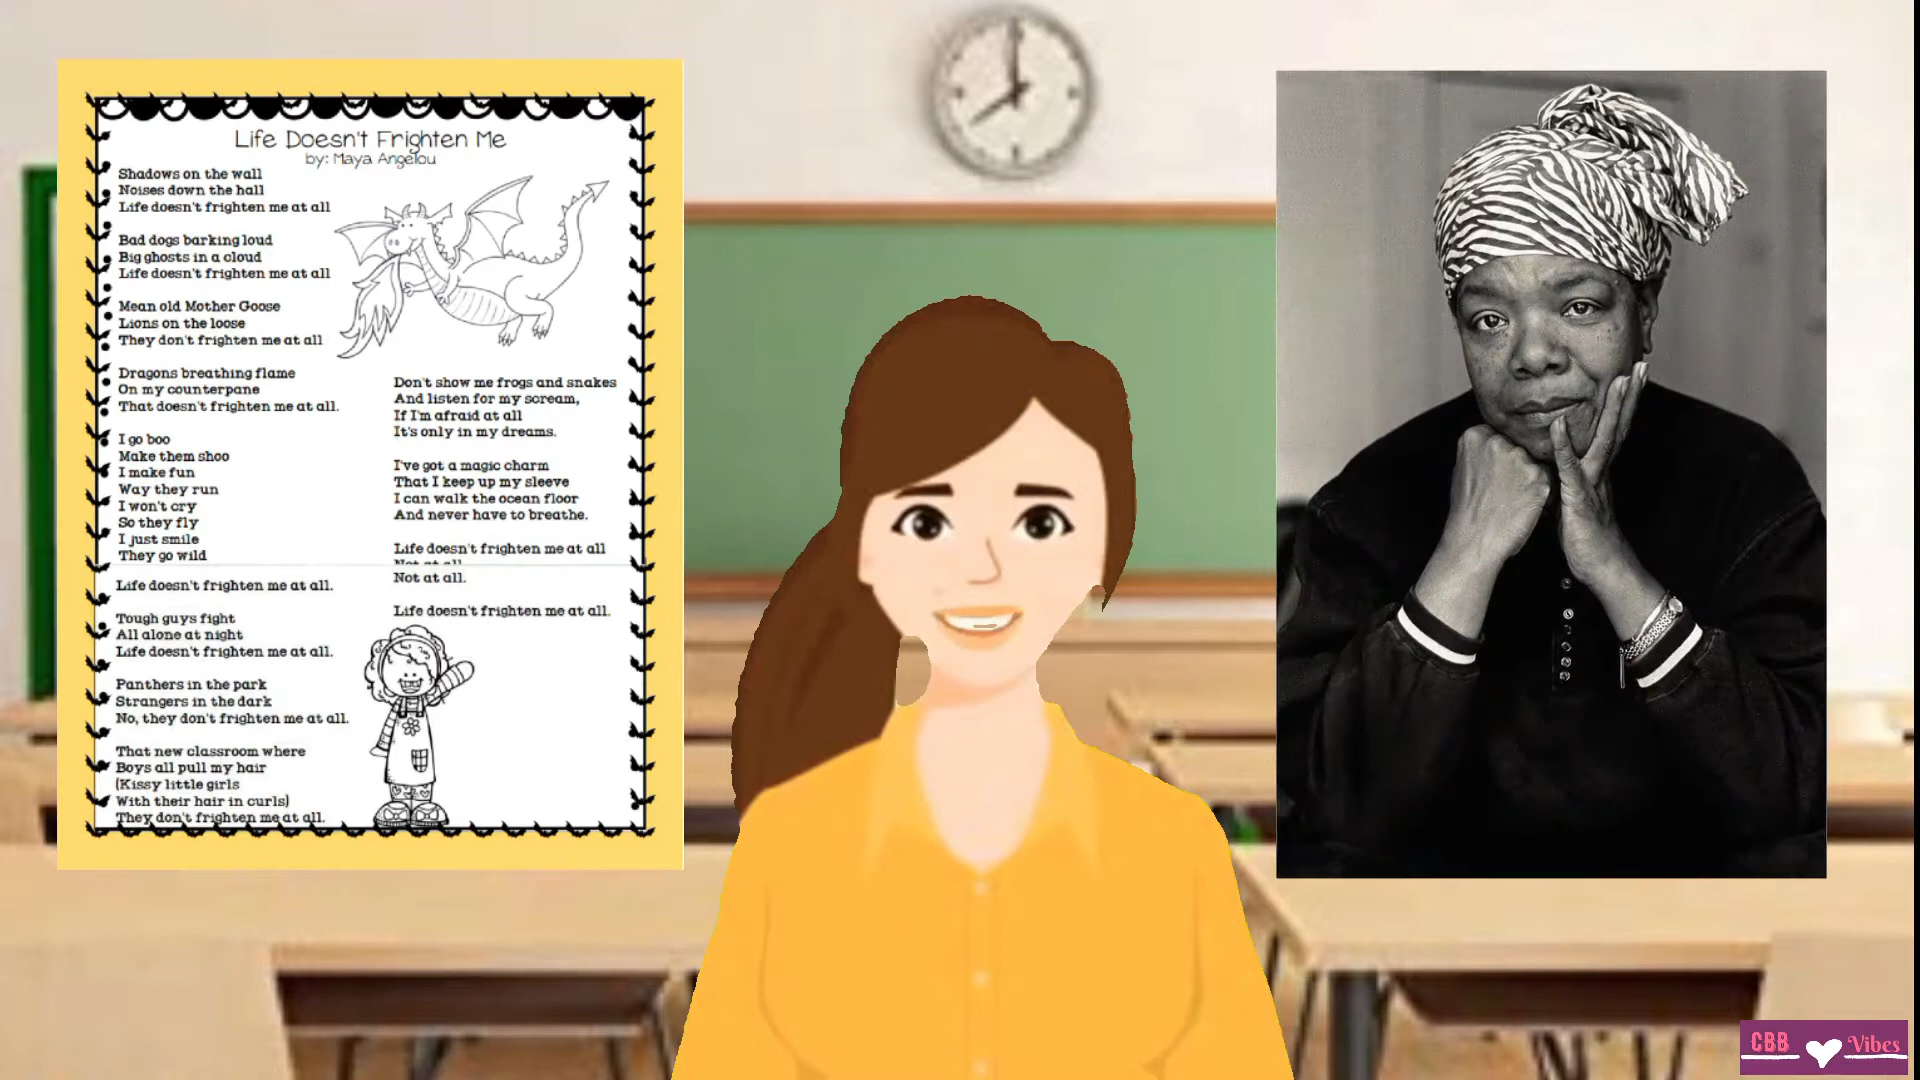 Life Doesn't Frighten Me
by: Maya Angelou
Shadows on the wall
Noises down the hall
Life doesn't frighten me at all
Bad dogs barking loud
Big ghosts in a cloud
Life doesn't frighten me at all
Mean old Mother Goose
Lions on the loose
They don't frighten me at all
Dragons breathing flame
On my counterpane
That doesn't frighten me at all.
I go boo
Make them shoo
I make fun
Way they run
I won't cry
So they fly
I just smile
They go wild
Life doesn't frighten me at all.
Tough guys fight
All alone at night
Life doesn't frighten me at all.
Panthers in the park
Strangers in the dark
No, they don't frighten me at all.
That new classroom where
Boys all pull my hair
(Kissy little girls
With their hair in curls)
They don't frighten me at all.
Don't show me frogs and snakes
And listen for my scream,
If I'm afraid at all
It's only in my dreams.
I've got a magic charm
That I keep up my sleeve
I can walk the ocean floor
And never have to breathe.
Life doesn't frighten me at all
Not at all.
Not at all.
Life doesn't frighten me at all.
CBB Vibes